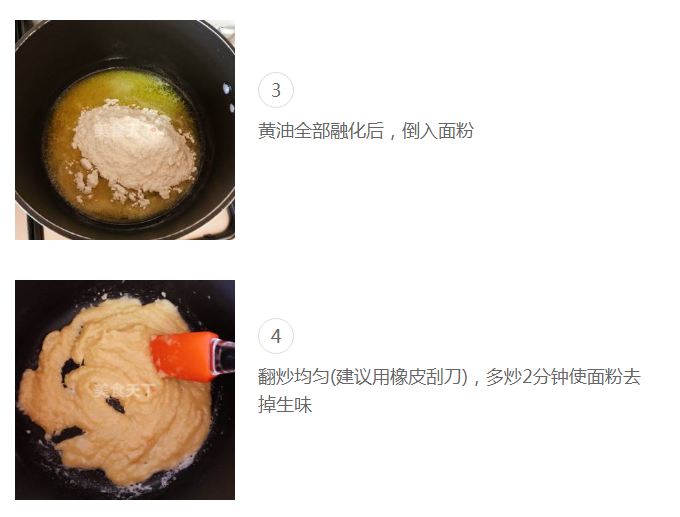 美食天下
3
黄油全部融化后，倒入面粉
美食天下
4
翻炒均匀(建议用橡皮刮刀)，多炒2分钟使面粉去
掉生味